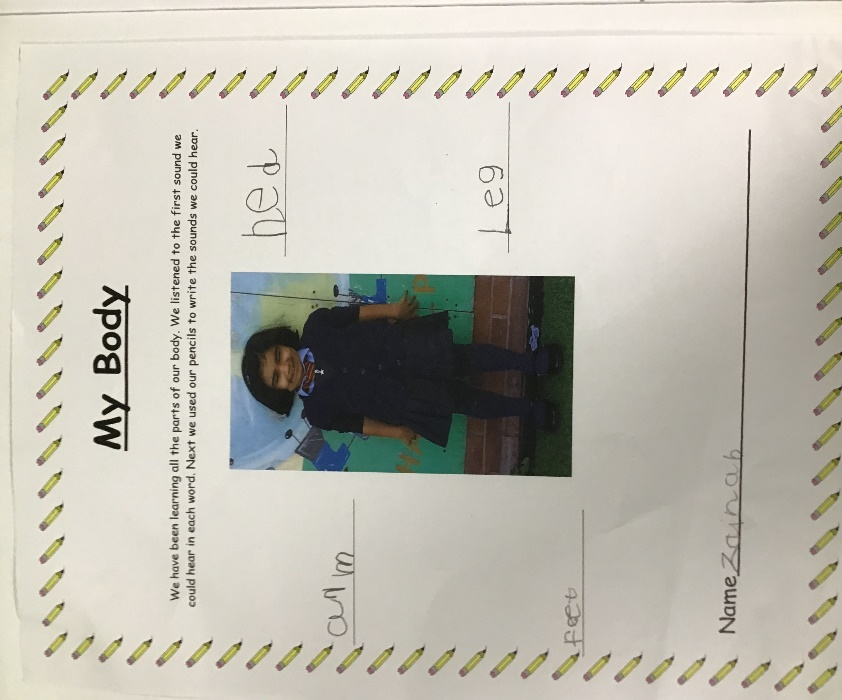 My Body
We have been learning all the parts of our body. We listened to the first sound we
could hear in each word. Next we used our pencils to write the sounds we could hear.
hed
arm
Leg
feet
Name Zainab